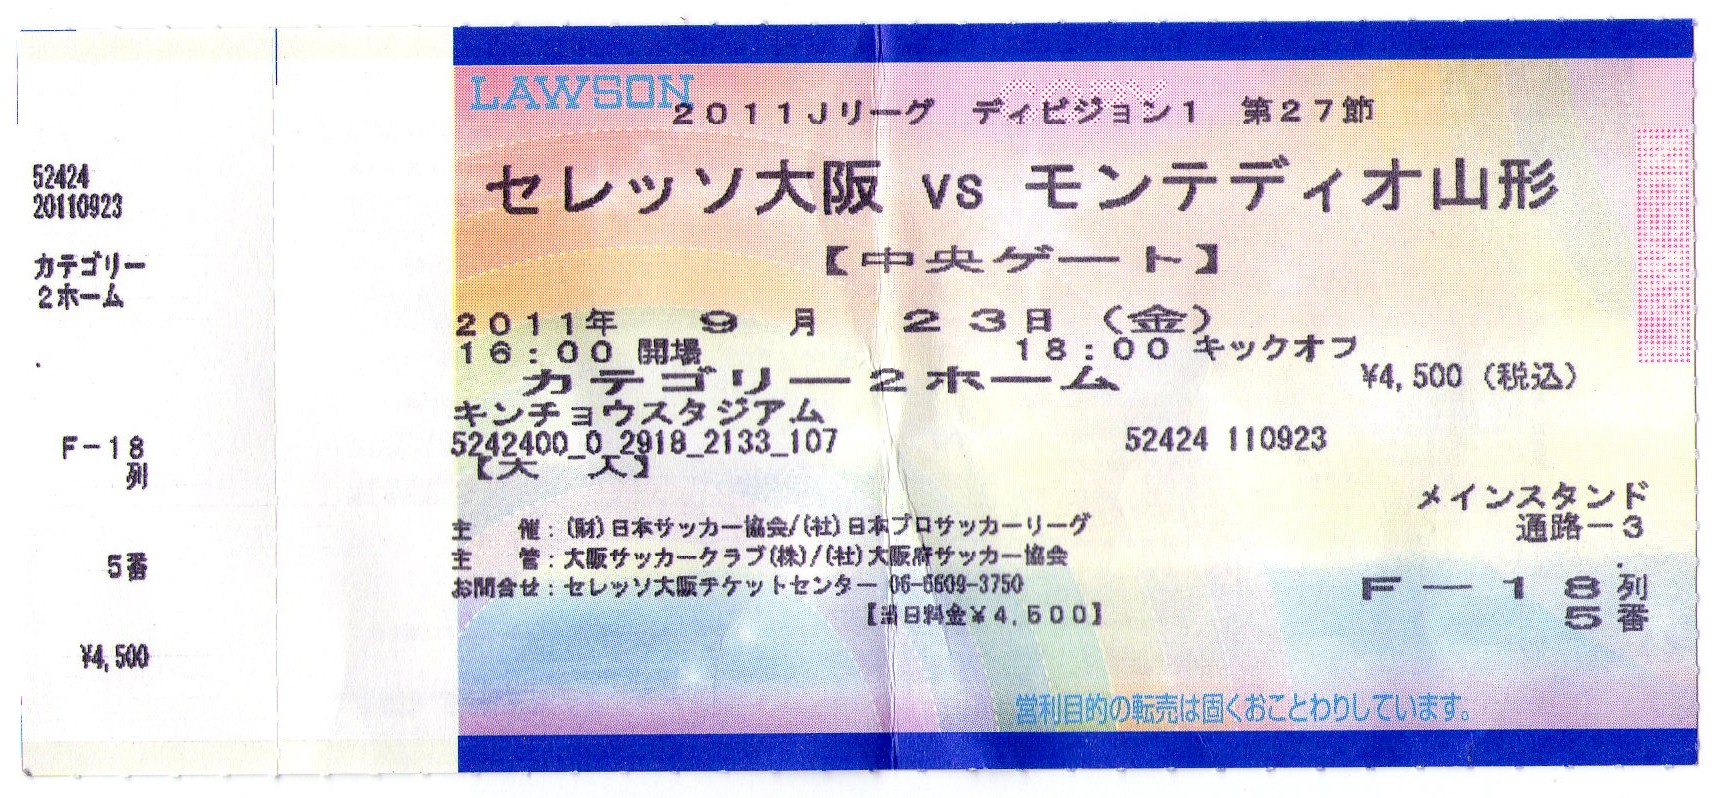 52424
20110923
カテゴリー
2ホーム
F-18
列
5番
¥4,500
LAWSON
COPY
2011Jリーグ ディビジョン1 第27節
セレッソ大阪 vs モンテディオ山形
【中央ゲート】
2011年 9月 23日 (金)
16:00 開場 18:00 キックオフ
カテゴリー2ホーム ¥4,500 (税込)
キンチョウスタジアム
5242400_0_2918_2133_107 52424 110923
【大 人】
メインスタンド
通路-3
主 催:(財)日本サッカー協会/(社)日本プロサッカーリーグ
主 管:大阪サッカークラブ(株)/(社)大阪府サッカー協会
お問合せ:セレッソ大阪チケットセンター 06-6609-3750
【当日料金¥4,500】
F-18列
5番
営利目的の転売は固くおことわりしています。